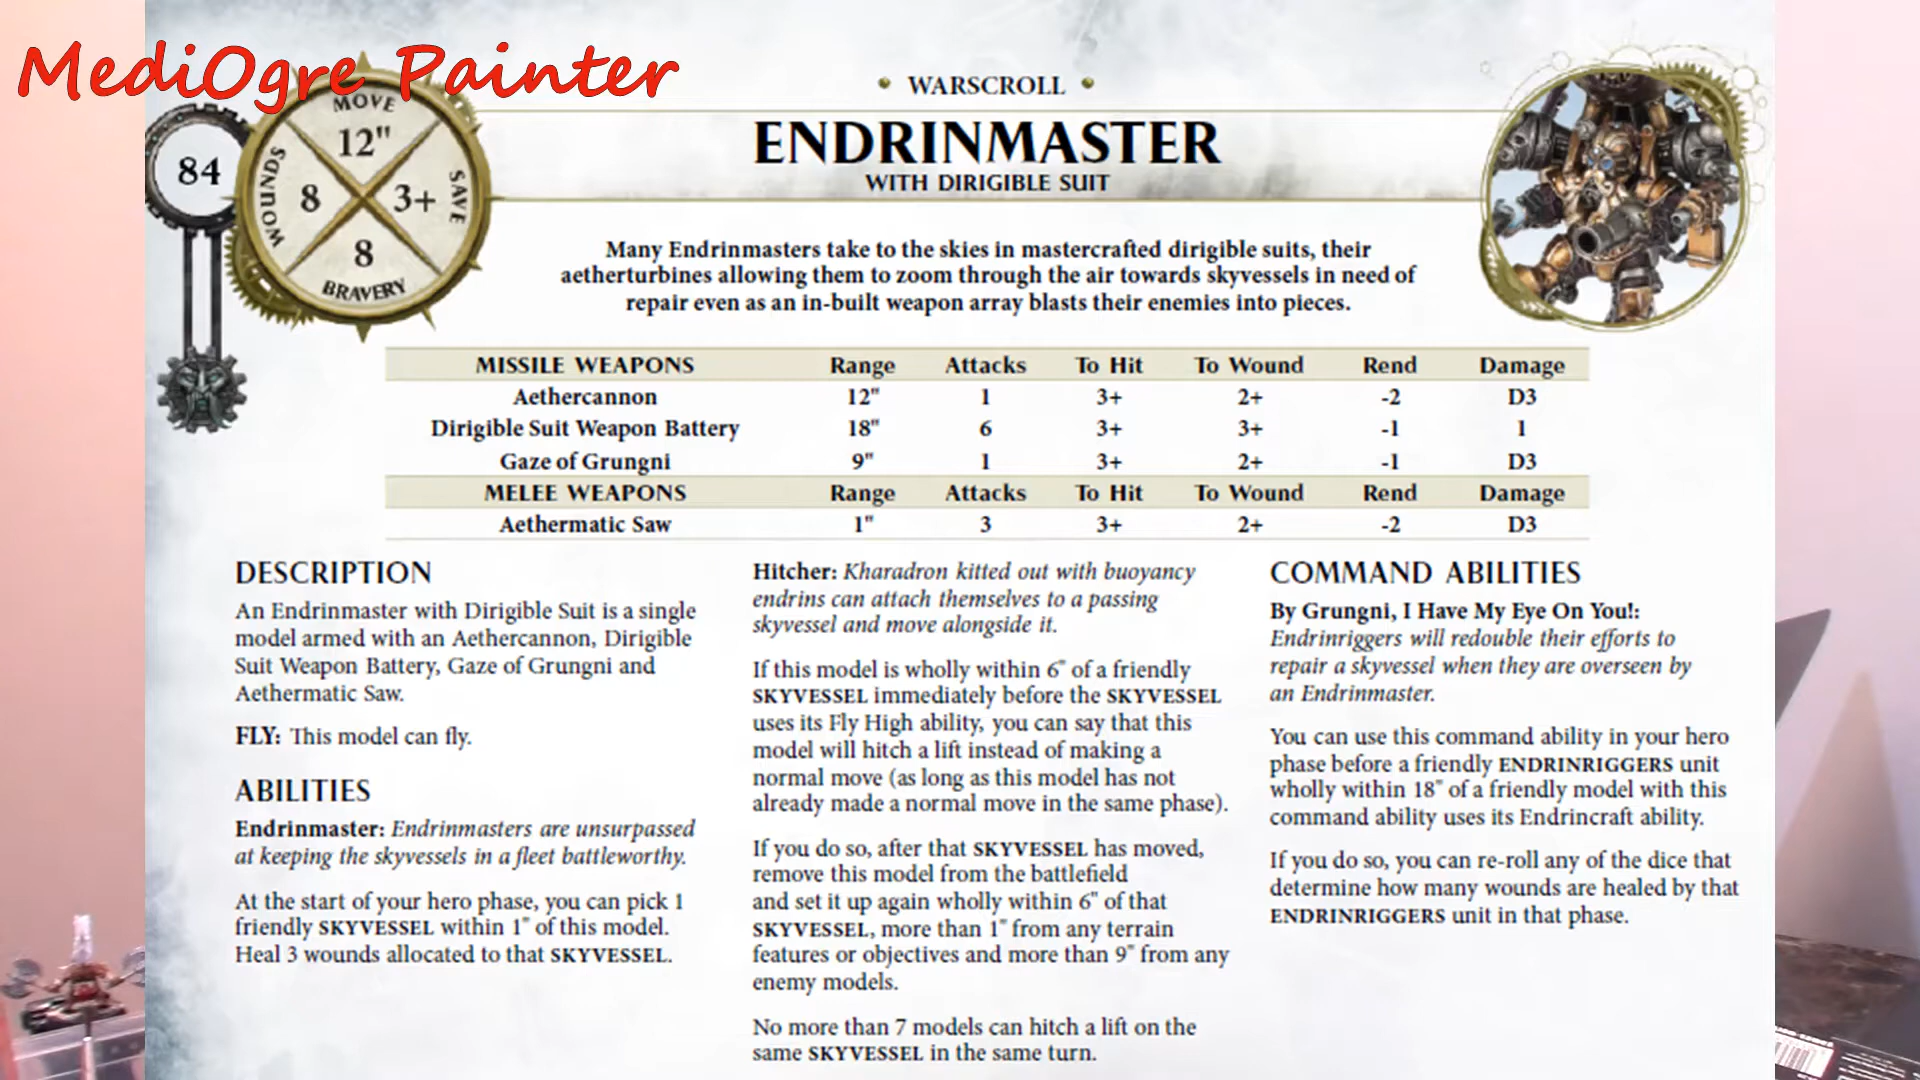 MediOgre Painter
84
MOVE
12"
WOUNDS
8
3+
SAVE
8
BRAVERY
• WARSCROLL •
ENDRINMASTER
WITH DIRIGIBLE SUIT
Many Endrinmasters take to the skies in mastercrafted dirigible suits, their
aetherturbines allowing them to zoom through the air towards skyvessels in need of
repair even as an in-built weapon array blasts their enemies into pieces.
MISSILE WEAPONS Range Attacks To Hit To Wound Rend Damage
Aethercannon 12" 1 3+ 2+ -2 D3
Dirigible Suit Weapon Battery 18" 6 3+ 3+ -1 1
Gaze of Grungni 9" 1 3+ 2+ -1 D3
MELEE WEAPONS Range Attacks To Hit To Wound Rend Damage
Aethermatic Saw 1" 3 3+ 2+ -2 D3
DESCRIPTION
An Endrinmaster with Dirigible Suit is a single
model armed with an Aethercannon, Dirigible
Suit Weapon Battery, Gaze of Grungni and
Aethermatic Saw.
FLY: This model can fly.
ABILITIES
Endrinmaster: Endrinmasters are unsurpassed
at keeping the skyvessels in a fleet battleworthy.
At the start of your hero phase, you can pick 1
friendly SKYVESSEL within 1" of this model.
Heal 3 wounds allocated to that SKYVESSEL.
Hitcher: Kharadron kitted out with buoyancy
endrins can attach themselves to a passing
skyvessel and move alongside it.
If this model is wholly within 6" of a friendly
SKYVESSEL immediately before the SKYVESSEL
uses its Fly High ability, you can say that this
model will hitch a lift instead of making a
normal move (as long as this model has not
already made a normal move in the same phase).
If you do so, after that SKYVESSEL has moved,
remove this model from the battlefield
and set it up again wholly within 6" of that
SKYVESSEL, more than 1" from any terrain
features or objectives and more than 9" from any
enemy models.
No more than 7 models can hitch a lift on the
same SKYVESSEL in the same turn.
COMMAND ABILITIES
By Grungni, I Have My Eye On You!:
Endrinriggers will redouble their efforts to
repair a skyvessel when they are overseen by
an Endrinmaster.
You can use this command ability in your hero
phase before a friendly ENDRINRIGGERS unit
wholly within 18" of a friendly model with this
command ability uses its Endrincraft ability.
If you do so, you can re-roll any of the dice that
determine how many wounds are healed by that
ENDRINRIGGERS unit in that phase.